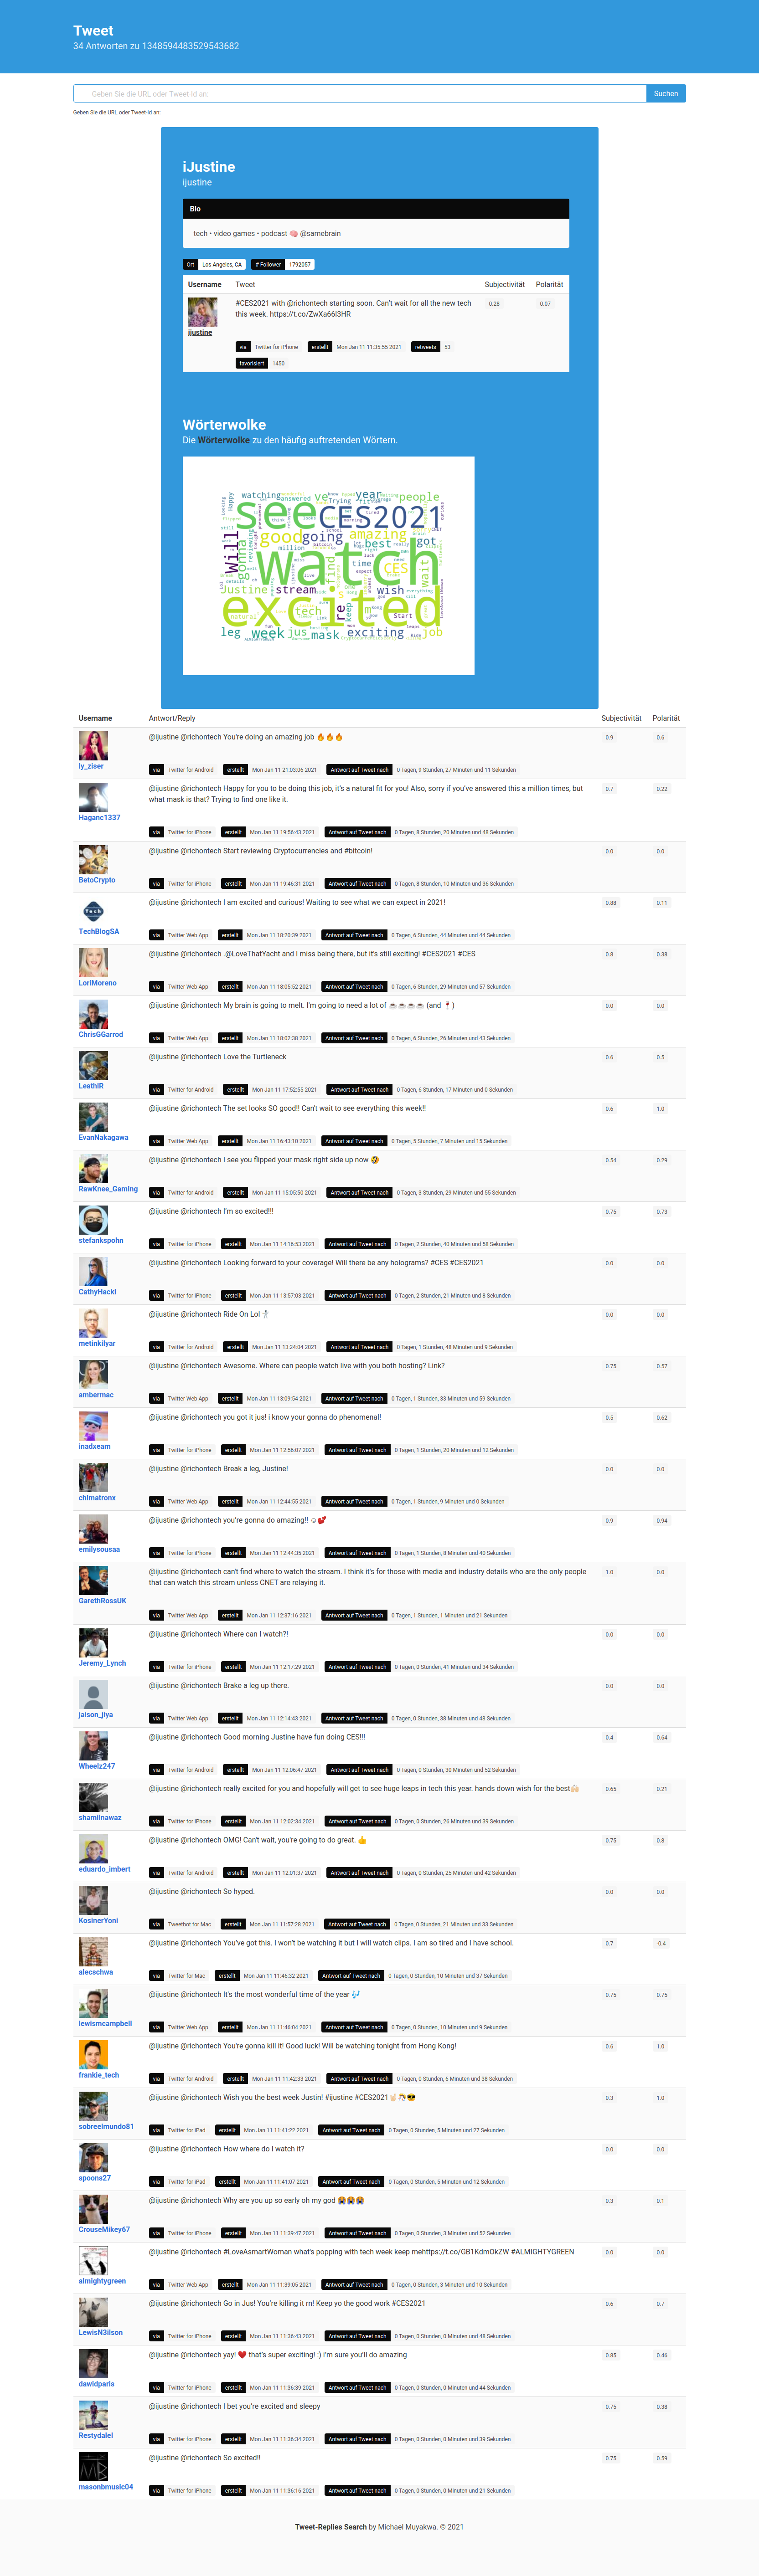 Tweet
34 Antworten zu 1348594483529543682
Geben Sie die URL oder Tweet-Id an:
Suchen
Geben Sie die URL oder Tweet-Id an:
iJustine
ijustine
Bio
tech • video games • podcast 🧠 @samebrain
Ort Los Angeles, CA # Follower 1792057
Username Tweet Subjectivität Polarität
#CES2021 with @richontech starting soon. Can't wait for all the new tech 0.28 0.07
this week. https://t.co/ZwXa66l3HR
ijustine
via Twitter for iPhone erstellt Mon Jan 11 11:35:55 2021 retweets 53
favorisiert 1450
Wörterwolke
Die Wörterwolke zu den häufig auftretenden Wörtern.
watching answered ve year people
Happy Trying
see CES2021
Will good going amazing got
million best
gonna watch time CES wait
Justine stream find wish
excited
tech re keep Start
leg week jus mask exciting job
Username Antwort/Reply Subjectivität Polarität
@ijustine @richontech You're doing an amazing job 🔥🔥🔥 0.9 0.6
ly_ziser
via Twitter for Android erstellt Mon Jan 11 21:03:06 2021 Antwort auf Tweet nach 0 Tagen, 9 Stunden, 27 Minuten und 11 Sekunden
@ijustine @richontech Happy for you to be doing this job, it's a natural fit for you! Also, sorry if you've answered this a million times, but 0.7 0.22
what mask is that? Trying to find one like it.
Haganc1337
via Twitter for iPhone erstellt Mon Jan 11 19:56:43 2021 Antwort auf Tweet nach 0 Tagen, 8 Stunden, 20 Minuten und 48 Sekunden
@ijustine @richontech Start reviewing Cryptocurrencies and #bitcoin! 0.0 0.0
BetoCrypto
via Twitter for iPhone erstellt Mon Jan 11 19:46:31 2021 Antwort auf Tweet nach 0 Tagen, 8 Stunden, 10 Minuten und 36 Sekunden
@ijustine @richontech I am excited and curious! Waiting to see what we can expect in 2021! 0.88 0.11
TechBlogSA
via Twitter Web App erstellt Mon Jan 11 18:20:39 2021 Antwort auf Tweet nach 0 Tagen, 6 Stunden, 44 Minuten und 44 Sekunden
@ijustine @richontech .@LoveThatYacht and I miss being there, but it's still exciting! #CES2021 #CES 0.8 0.38
LoriMoreno
via Twitter Web App erstellt Mon Jan 11 18:05:52 2021 Antwort auf Tweet nach 0 Tagen, 6 Stunden, 29 Minuten und 57 Sekunden
@ijustine @richontech My brain is going to melt. I'm going to need a lot of ☕ ☕ ☕ ☕ (and 🍷) 0.0 0.0
ChrisGGarrod
via Twitter Web App erstellt Mon Jan 11 18:02:38 2021 Antwort auf Tweet nach 0 Tagen, 6 Stunden, 26 Minuten und 43 Sekunden
@ijustine @richontech Love the Turtleneck 0.6 0.5
LeathlR
via Twitter for Android erstellt Mon Jan 11 17:52:55 2021 Antwort auf Tweet nach 0 Tagen, 6 Stunden, 17 Minuten und 0 Sekunden
@ijustine @richontech The set looks SO good!! Can't wait to see everything this week!! 0.6 1.0
EvanNakagawa
via Twitter Web App erstellt Mon Jan 11 16:43:10 2021 Antwort auf Tweet nach 0 Tagen, 5 Stunden, 7 Minuten und 15 Sekunden
@ijustine @richontech I see you flipped your mask right side up now 🤣 0.54 0.29
RawKnee_Gaming
via Twitter for Android erstellt Mon Jan 11 15:05:50 2021 Antwort auf Tweet nach 0 Tagen, 3 Stunden, 29 Minuten und 55 Sekunden
@ijustine @richontech I'm so excited!!! 0.75 0.73
stefankspohn
via Twitter for iPhone erstellt Mon Jan 11 14:16:53 2021 Antwort auf Tweet nach 0 Tagen, 2 Stunden, 40 Minuten und 58 Sekunden
@ijustine @richontech Looking forward to your coverage! Will there be any holograms? #CES #CES2021 0.0 0.0
CathyHackl
via Twitter for iPhone erstellt Mon Jan 11 13:57:03 2021 Antwort auf Tweet nach 0 Tagen, 2 Stunden, 21 Minuten und 8 Sekunden
@ijustine @richontech Ride On Lol 🏃 0.0 0.0
metinkilyar
via Twitter for Android erstellt Mon Jan 11 13:24:04 2021 Antwort auf Tweet nach 0 Tagen, 1 Stunden, 48 Minuten und 9 Sekunden
@ijustine @richontech Awesome. Where can people watch live with you both hosting? Link? 0.75 0.57
ambermac
via Twitter Web App erstellt Mon Jan 11 13:09:54 2021 Antwort auf Tweet nach 0 Tagen, 1 Stunden, 33 Minuten und 59 Sekunden
@ijustine @richontech you got it jus! i know your gonna do phenomenal! 0.5 0.62
inadxeam
via Twitter for iPhone erstellt Mon Jan 11 12:56:07 2021 Antwort auf Tweet nach 0 Tagen, 1 Stunden, 20 Minuten und 12 Sekunden
@ijustine @richontech Break a leg, Justine! 0.0 0.0
chimatronx
via Twitter Web App erstellt Mon Jan 11 12:44:55 2021 Antwort auf Tweet nach 0 Tagen, 1 Stunden, 9 Minuten und 0 Sekunden
@ijustine @richontech you're gonna do amazing!! ☺💕 0.9 0.94
emilysousaa
via Twitter for iPhone erstellt Mon Jan 11 12:44:35 2021 Antwort auf Tweet nach 0 Tagen, 1 Stunden, 8 Minuten und 40 Sekunden
@ijustine @richontech can't find where to watch the stream. I think it's for those with media and industry details who are the only people 1.0 0.0
that can watch this stream unless CNET are relaying it.
GarethRossUK
via Twitter Web App erstellt Mon Jan 11 12:37:16 2021 Antwort auf Tweet nach 0 Tagen, 1 Stunden, 1 Minuten und 21 Sekunden
@ijustine @richontech Where can I watch?! 0.0 0.0
Jeremy_Lynch
via Twitter for iPhone erstellt Mon Jan 11 12:17:29 2021 Antwort auf Tweet nach 0 Tagen, 0 Stunden, 41 Minuten und 34 Sekunden
@ijustine @richontech Brake a leg up there. 0.0 0.0
jaison_jiya
via Twitter Web App erstellt Mon Jan 11 12:14:43 2021 Antwort auf Tweet nach 0 Tagen, 0 Stunden, 38 Minuten und 48 Sekunden
@ijustine @richontech Good morning Justine have fun doing CES!!! 0.4 0.64
Wheelz247
via Twitter for Android erstellt Mon Jan 11 12:06:47 2021 Antwort auf Tweet nach 0 Tagen, 0 Stunden, 30 Minuten und 52 Sekunden
@ijustine @richontech really excited for you and hopefully will get to see huge leaps in tech this year. hands down wish for the best🙌🏻 0.65 0.21
shamilnawaz
via Twitter for iPhone erstellt Mon Jan 11 12:02:34 2021 Antwort auf Tweet nach 0 Tagen, 0 Stunden, 26 Minuten und 39 Sekunden
@ijustine @richontech OMG! Can't wait, you're going to do great. 👍 0.75 0.8
eduardo_imbert
via Twitter for Android erstellt Mon Jan 11 12:01:37 2021 Antwort auf Tweet nach 0 Tagen, 0 Stunden, 25 Minuten und 42 Sekunden
@ijustine @richontech So hyped. 0.0 0.0
KosinerYoni
via Tweetbot for Mac erstellt Mon Jan 11 11:57:28 2021 Antwort auf Tweet nach 0 Tagen, 0 Stunden, 21 Minuten und 33 Sekunden
@ijustine @richontech You've got this. I won't be watching it but I will watch clips. I am so tired and I have school. 0.7 -0.4
alecschwa
via Twitter for Mac erstellt Mon Jan 11 11:46:32 2021 Antwort auf Tweet nach 0 Tagen, 0 Stunden, 10 Minuten und 37 Sekunden
@ijustine @richontech It's the most wonderful time of the year 🎶 0.75 0.75
lewismcampbell
via Twitter Web App erstellt Mon Jan 11 11:46:04 2021 Antwort auf Tweet nach 0 Tagen, 0 Stunden, 10 Minuten und 9 Sekunden
@ijustine @richontech You're gonna kill it! Good luck! Will be watching tonight from Hong Kong! 0.6 1.0
frankie_tech
via Twitter for Android erstellt Mon Jan 11 11:42:33 2021 Antwort auf Tweet nach 0 Tagen, 0 Stunden, 6 Minuten und 38 Sekunden
@ijustine @richontech Wish you the best week Justin! #ijustine #CES2021🤘🏻😎 0.3 1.0
sobreelmundo81
via Twitter for iPad erstellt Mon Jan 11 11:41:22 2021 Antwort auf Tweet nach 0 Tagen, 0 Stunden, 5 Minuten und 27 Sekunden
@ijustine @richontech How where do I watch it? 0.0 0.0
spoons27
via Twitter for iPad erstellt Mon Jan 11 11:41:07 2021 Antwort auf Tweet nach 0 Tagen, 0 Stunden, 5 Minuten und 12 Sekunden
@ijustine @richontech Why are you up so early oh my god 😭😭😭 0.3 0.1
CrouseMikey67
via Twitter for iPhone erstellt Mon Jan 11 11:39:47 2021 Antwort auf Tweet nach 0 Tagen, 0 Stunden, 3 Minuten und 52 Sekunden
@ijustine @richontech #LoveAsmartWoman what's popping with tech week keep mehttps://t.co/GB1KdmOkZW #ALMIGHTYGREEN 0.0 0.0
almightygreen
via Twitter Web App erstellt Mon Jan 11 11:39:05 2021 Antwort auf Tweet nach 0 Tagen, 0 Stunden, 3 Minuten und 10 Sekunden
@ijustine @richontech Go in Jus! You're killing it rn! Keep yo the good work #CES2021 0.6 0.7
LewisN3ilson
via Twitter for iPhone erstellt Mon Jan 11 11:36:43 2021 Antwort auf Tweet nach 0 Tagen, 0 Stunden, 0 Minuten und 48 Sekunden
@ijustine @richontech yay! ❤️ that's super exciting! :) i'm sure you'll do amazing 0.85 0.46
dawidparis
via Twitter for iPhone erstellt Mon Jan 11 11:36:39 2021 Antwort auf Tweet nach 0 Tagen, 0 Stunden, 0 Minuten und 44 Sekunden
@ijustine @richontech I bet you're excited and sleepy 0.75 0.38
Restydalel
via Twitter for iPhone erstellt Mon Jan 11 11:36:34 2021 Antwort auf Tweet nach 0 Tagen, 0 Stunden, 0 Minuten und 39 Sekunden
@ijustine @richontech So excited!! 0.75 0.59
masonbmusic04
via Twitter for iPhone erstellt Mon Jan 11 11:36:16 2021 Antwort auf Tweet nach 0 Tagen, 0 Stunden, 0 Minuten und 21 Sekunden
Tweet-Replies Search by Michael Muyakwa. © 2021